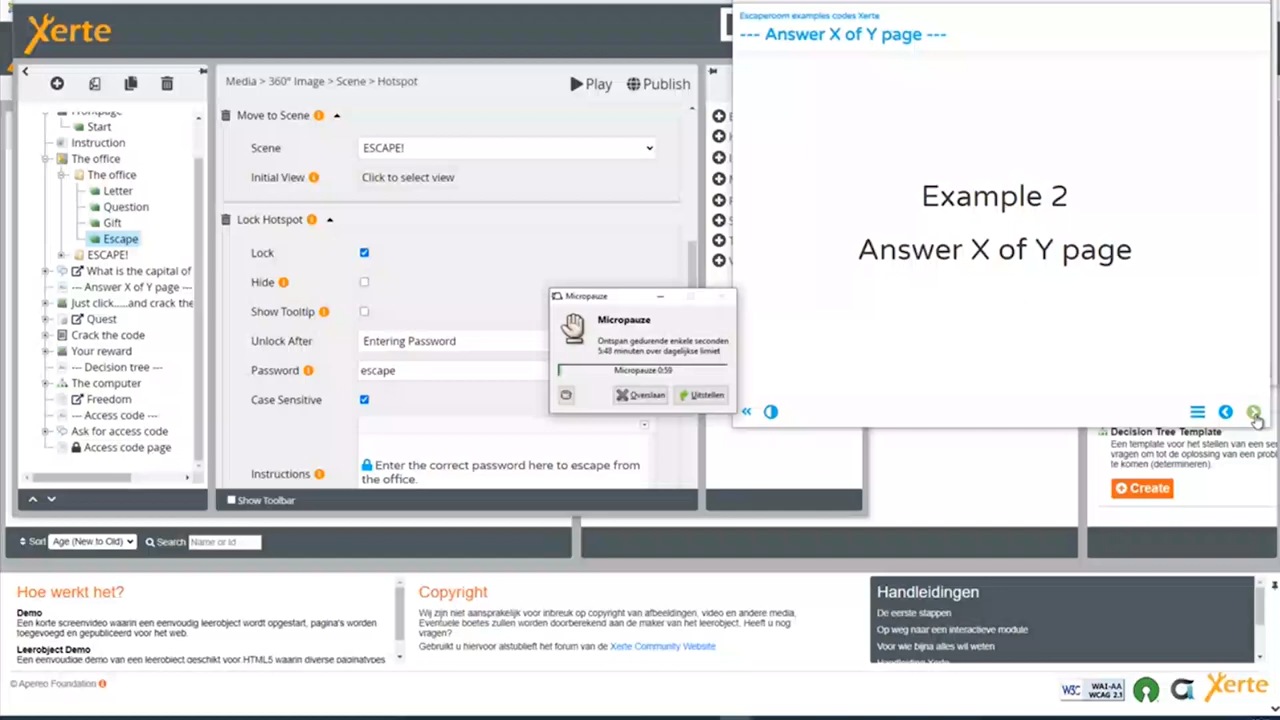 Xerte
Frontpage
Start
Instruction
The office
The office
Letter
Question
Gift
Escape
ESCAPE!
What is the capital of
--- Answer X of Y page ---
Just click.....and crack the
Quest
Crack the code
Your reward
--- Decision tree ---
The computer
Freedom
--- Access code ---
Ask for access code
Access code page
Media > 360° Image > Scene > Hotspot
Play
Publish
Move to Scene
Scene
ESCAPE!
Initial View
Click to select view
Lock Hotspot
Lock
Hide
Show Tooltip
Unlock After
Entering Password
Password
escape
Case Sensitive
Instructions
Enter the correct password here to escape from
the office.
Show Toolbar
Micropauze
Micropauze
Ontspan gedurende enkele seconden
5:48 minuten over dagelijkse limiet
Micropauze 0:59
Overslaan
Uitstellen
Escaperoom examples codes Xerte
--- Answer X of Y page ---
Example 2
Answer X of Y page
Decision Tree Template
Een template voor het stellen van een se
vragen om tot de oplossing van een probl
te komen (determineren).
Create
Sort
Age (New to Old)
Search
Name or Id
Hoe werkt het?
Demo
Een korte screenvideo waarin een eenvoudig leerobject wordt opgestart, pagina's worden
toegevoegd en gepubliceerd voor het web.
Leerobject Demo
Een eenvoudige demo van een leerobject geschikt voor HTML5 waarin diverse paginatypes
Copyright
Wij zijn niet aansprakelijk voor inbreuk op copyright van afbeeldingen, video en andere media.
Eventuele boetes zullen worden doorberekend aan de maker van het leerobject. Heeft u nog
vragen?
Gebruikt u hiervoor alstublieft het forum van de Xerte Community Website
Handleidingen
De eerste stappen
Op weg naar een interactieve module
Voor wie bijna alles wil weten
Handleiding Xerte
© Apereo Foundation
W3C WAI-AA
WCAG 2.1
Xerte